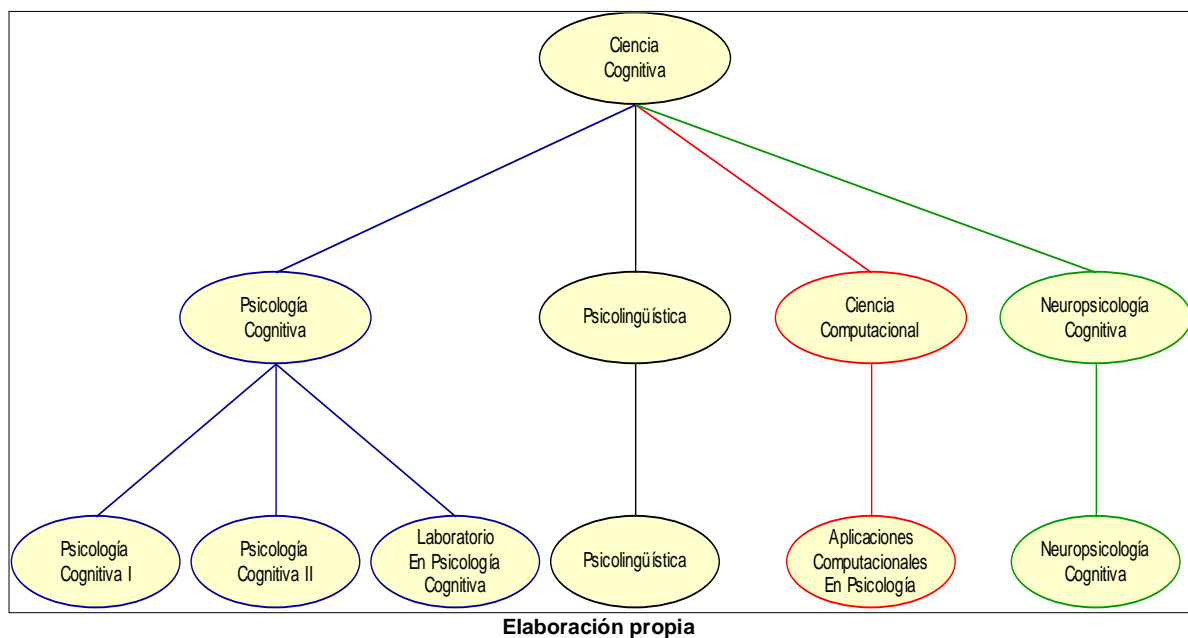 Ciencia
Cognitiva
Psicología
Cognitiva
Psicolingüística
Ciencia
Computacional
Neuropsicología
Cognitiva
Psicología
Cognitiva I
Psicología
Cognitiva II
Laboratorio
En Psicología
Cognitiva
Psicolingüística
Aplicaciones
Computacionales
En Psicología
Neuropsicología
Cognitiva
Elaboración propia